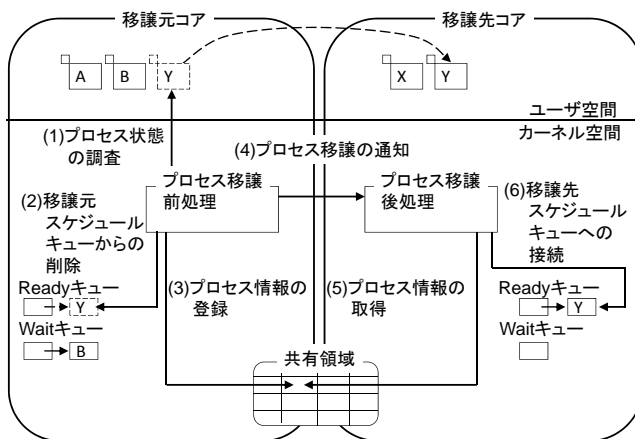 移譲元コア
移譲先コア
A
B
Y
X
Y
ユーザ空間
カーネル空間
(1)プロセス状態
の調査
(4)プロセス移譲の通知
プロセス移譲
前処理
プロセス移譲
後処理
(2)移譲元
スケジュール
キューからの
削除
(6)移譲先
スケジュール
キューへの
接続
(3)プロセス情報の
登録
(5)プロセス情報の
取得
Readyキュー
Y
Waitキュー
B
Readyキュー
Y
Waitキュー
共有領域